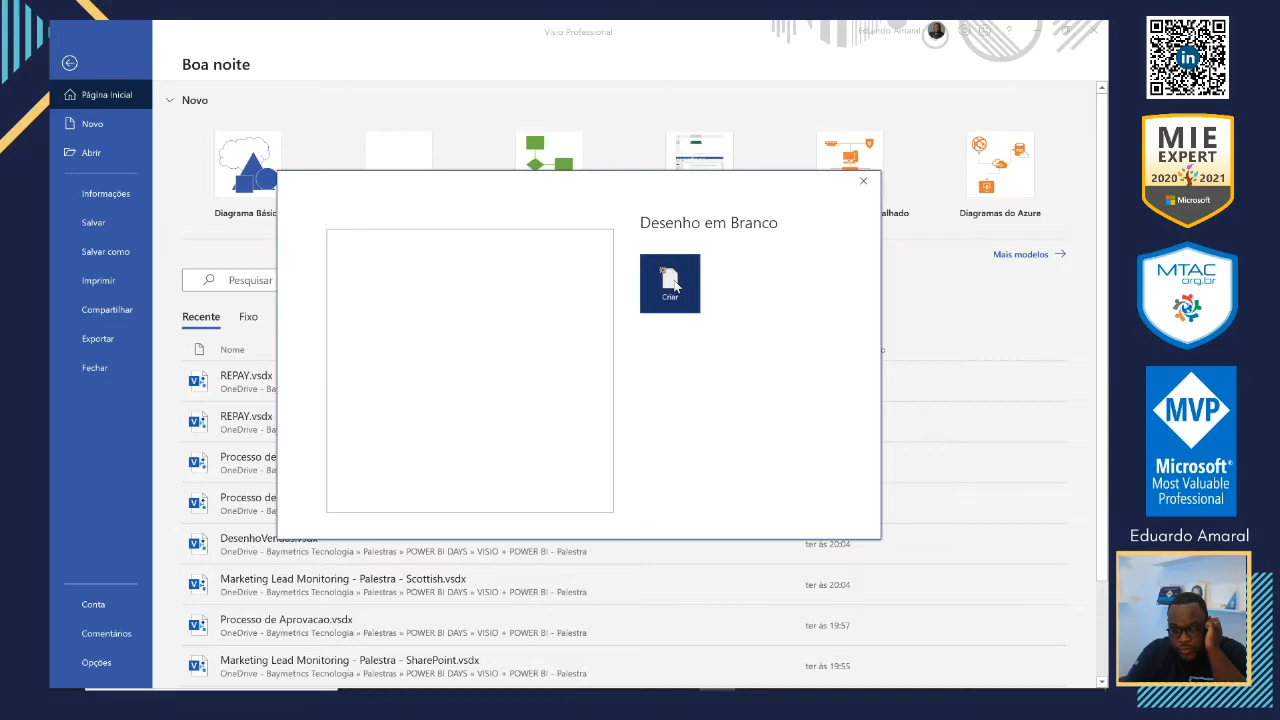 Visio Professional
Eduardo Amaral
?
Boa noite
Página Inicial
Novo
Abrir
Informações
Salvar
Salvar como
Imprimir
Compartilhar
Exportar
Fechar
Conta
Comentários
Opções
Novo
Diagrama Básic
alhado
Diagramas do Azure
Mais modelos
Pesquisar
Recente
Fixo
Nome
o
REPAY.vsdx
OneDrive - Bay
REPAY.vsdx
OneDrive - Bay
Processo de
OneDrive - Bay
Processo de
OneDrive - Bay
DesenhoVendas.vsdx
OneDrive - Baymetrics Tecnologia » Palestras » POWER BI DAYS » VISIO + POWER BI - Palestra
ter às 20:04
Marketing Lead Monitoring - Palestra - Scottish.vsdx
OneDrive - Baymetrics Tecnologia » Palestras » POWER BI DAYS » VISIO + POWER BI - Palestra
ter às 20:04
Processo de Aprovacao.vsdx
OneDrive - Baymetrics Tecnologia » Palestras » POWER BI DAYS » VISIO + POWER BI - Palestra
ter às 19:57
Marketing Lead Monitoring - Palestra - SharePoint.vsdx
OneDrive - Baymetrics Tecnologia » Palestras » POWER BI DAYS » VISIO + POWER BI - Palestra
ter às 19:55
Desenho em Branco
Criar
in
MIE
EXPERT
2020 2021
Microsoft
MTAC
org.br
MVP
Microsoft®
Most Valuable
Professional
Eduardo Amaral